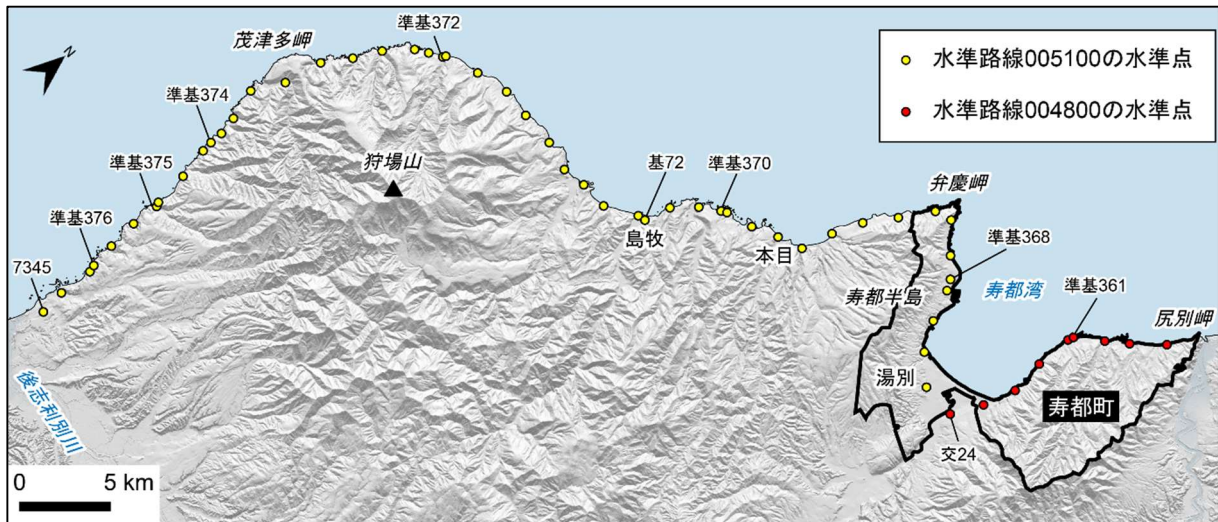 N
茂津多岬
準基372
水準路線005100の水準点
水準路線004800の水準点
準基374
準基375
狩場山
基72
準基370
弁慶岬
準基376
島牧
本目
準基368
寿都半島
寿都湾
準基361
尻別岬
7345
湯別
寿都町
後志利別川
交24
0 5 km